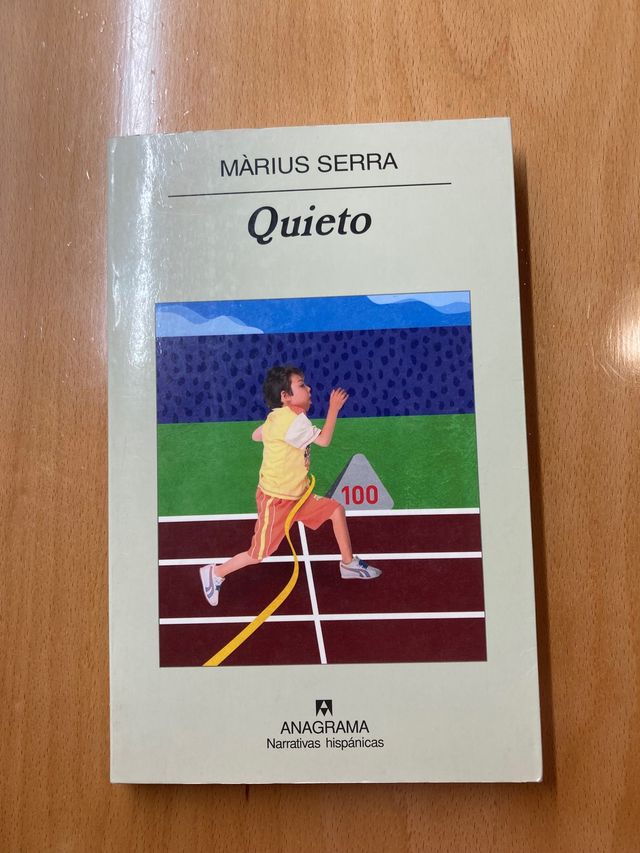 MÀRIUS SERRA
Quieto
100
ANAGRAMA
Narrativas hispánicas